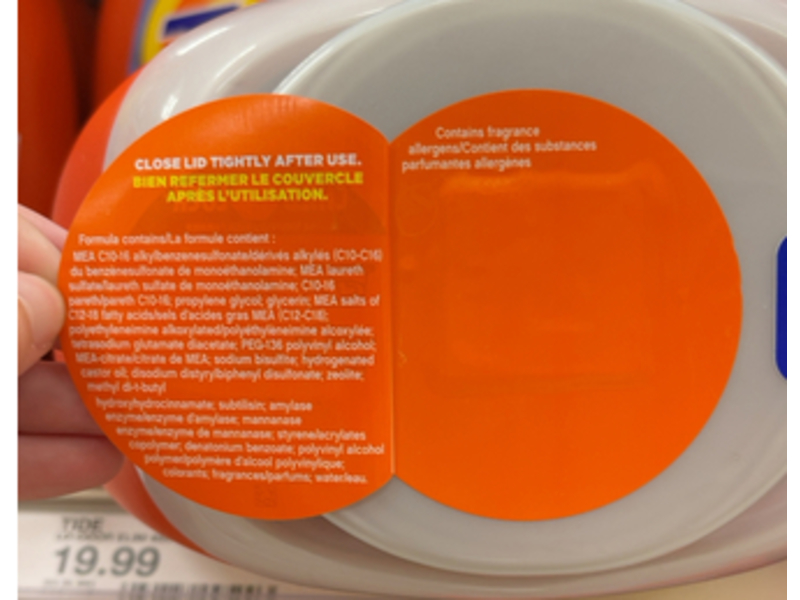 CLOSE LID TIGHTLY AFTER USE.
BIEN REFERMER LE COUVERCLE
APRÈS L'UTILISATION.
Formula contains/La formule contient :
MEA C10-16 alkylbenzenesulfonate/dérivés alkylés (C10-C16)
du benzènesulfonate de monoéthanolamine; MEA laureth
sulfate/laureth sulfate de monoéthanolamine; C10-16
pareth/pareth C10-16; propylene glycol; glycerin; MEA salts of
C12-18 fatty acids/sels d'acides gras MEA (C12-C18);
polyethyleneimine alkoxylated/polyéthylèneimine alcoxylée;
tetrasodium glutamate diacetate; PEG-136 polyvinyl alcohol;
MEA-citrate/citrate de MEA; sodium bisulfite; hydrogenated
castor oil; disodium distyrylbiphenyl disulfonate; zeolite;
methyl di-t-butyl
hydroxyhydrocinnamate; subtilisin; amylase
enzyme/enzyme d'amylase; mannanase
enzyme/enzyme de mannanase; styrene/acrylates
copolymer; denatonium benzoate; polyvinyl alcohol
polymer/polymère d'alcool polyvinylique;
colorants; fragrances/parfums; water/eau.
Contains fragrance
allergens/Contient des substances
parfumantes allergènes
TIDE
19.99